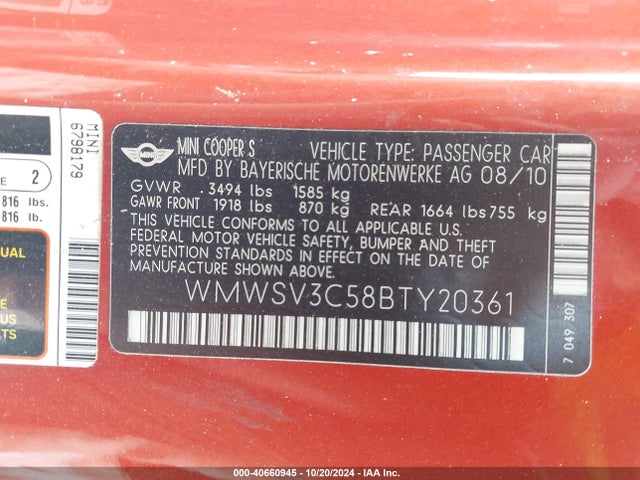 MINI
MINI COOPER S VEHICLE TYPE: PASSENGER CAR
MFD BY BAYERISCHE MOTORENWERKE AG 08/10
GVWR 3494 lbs 1585 kg
GAWR FRONT 1918 lbs 870 kg REAR 1664 lbs 755 kg
THIS VEHICLE CONFORMS TO ALL APPLICABLE U.S.
FEDERAL MOTOR VEHICLE SAFETY, BUMPER AND THEFT
PREVENTION STANDARDS IN EFFECT ON THE DATE OF
MANUFACTURE SHOWN ABOVE.
WMWSV3C58BTY20361
7 049 307
MINI
6798179
E 2
816 lbs.
816 lb.
UAL
US
000-40660945 - 10/20/2024 - IAA Inc.